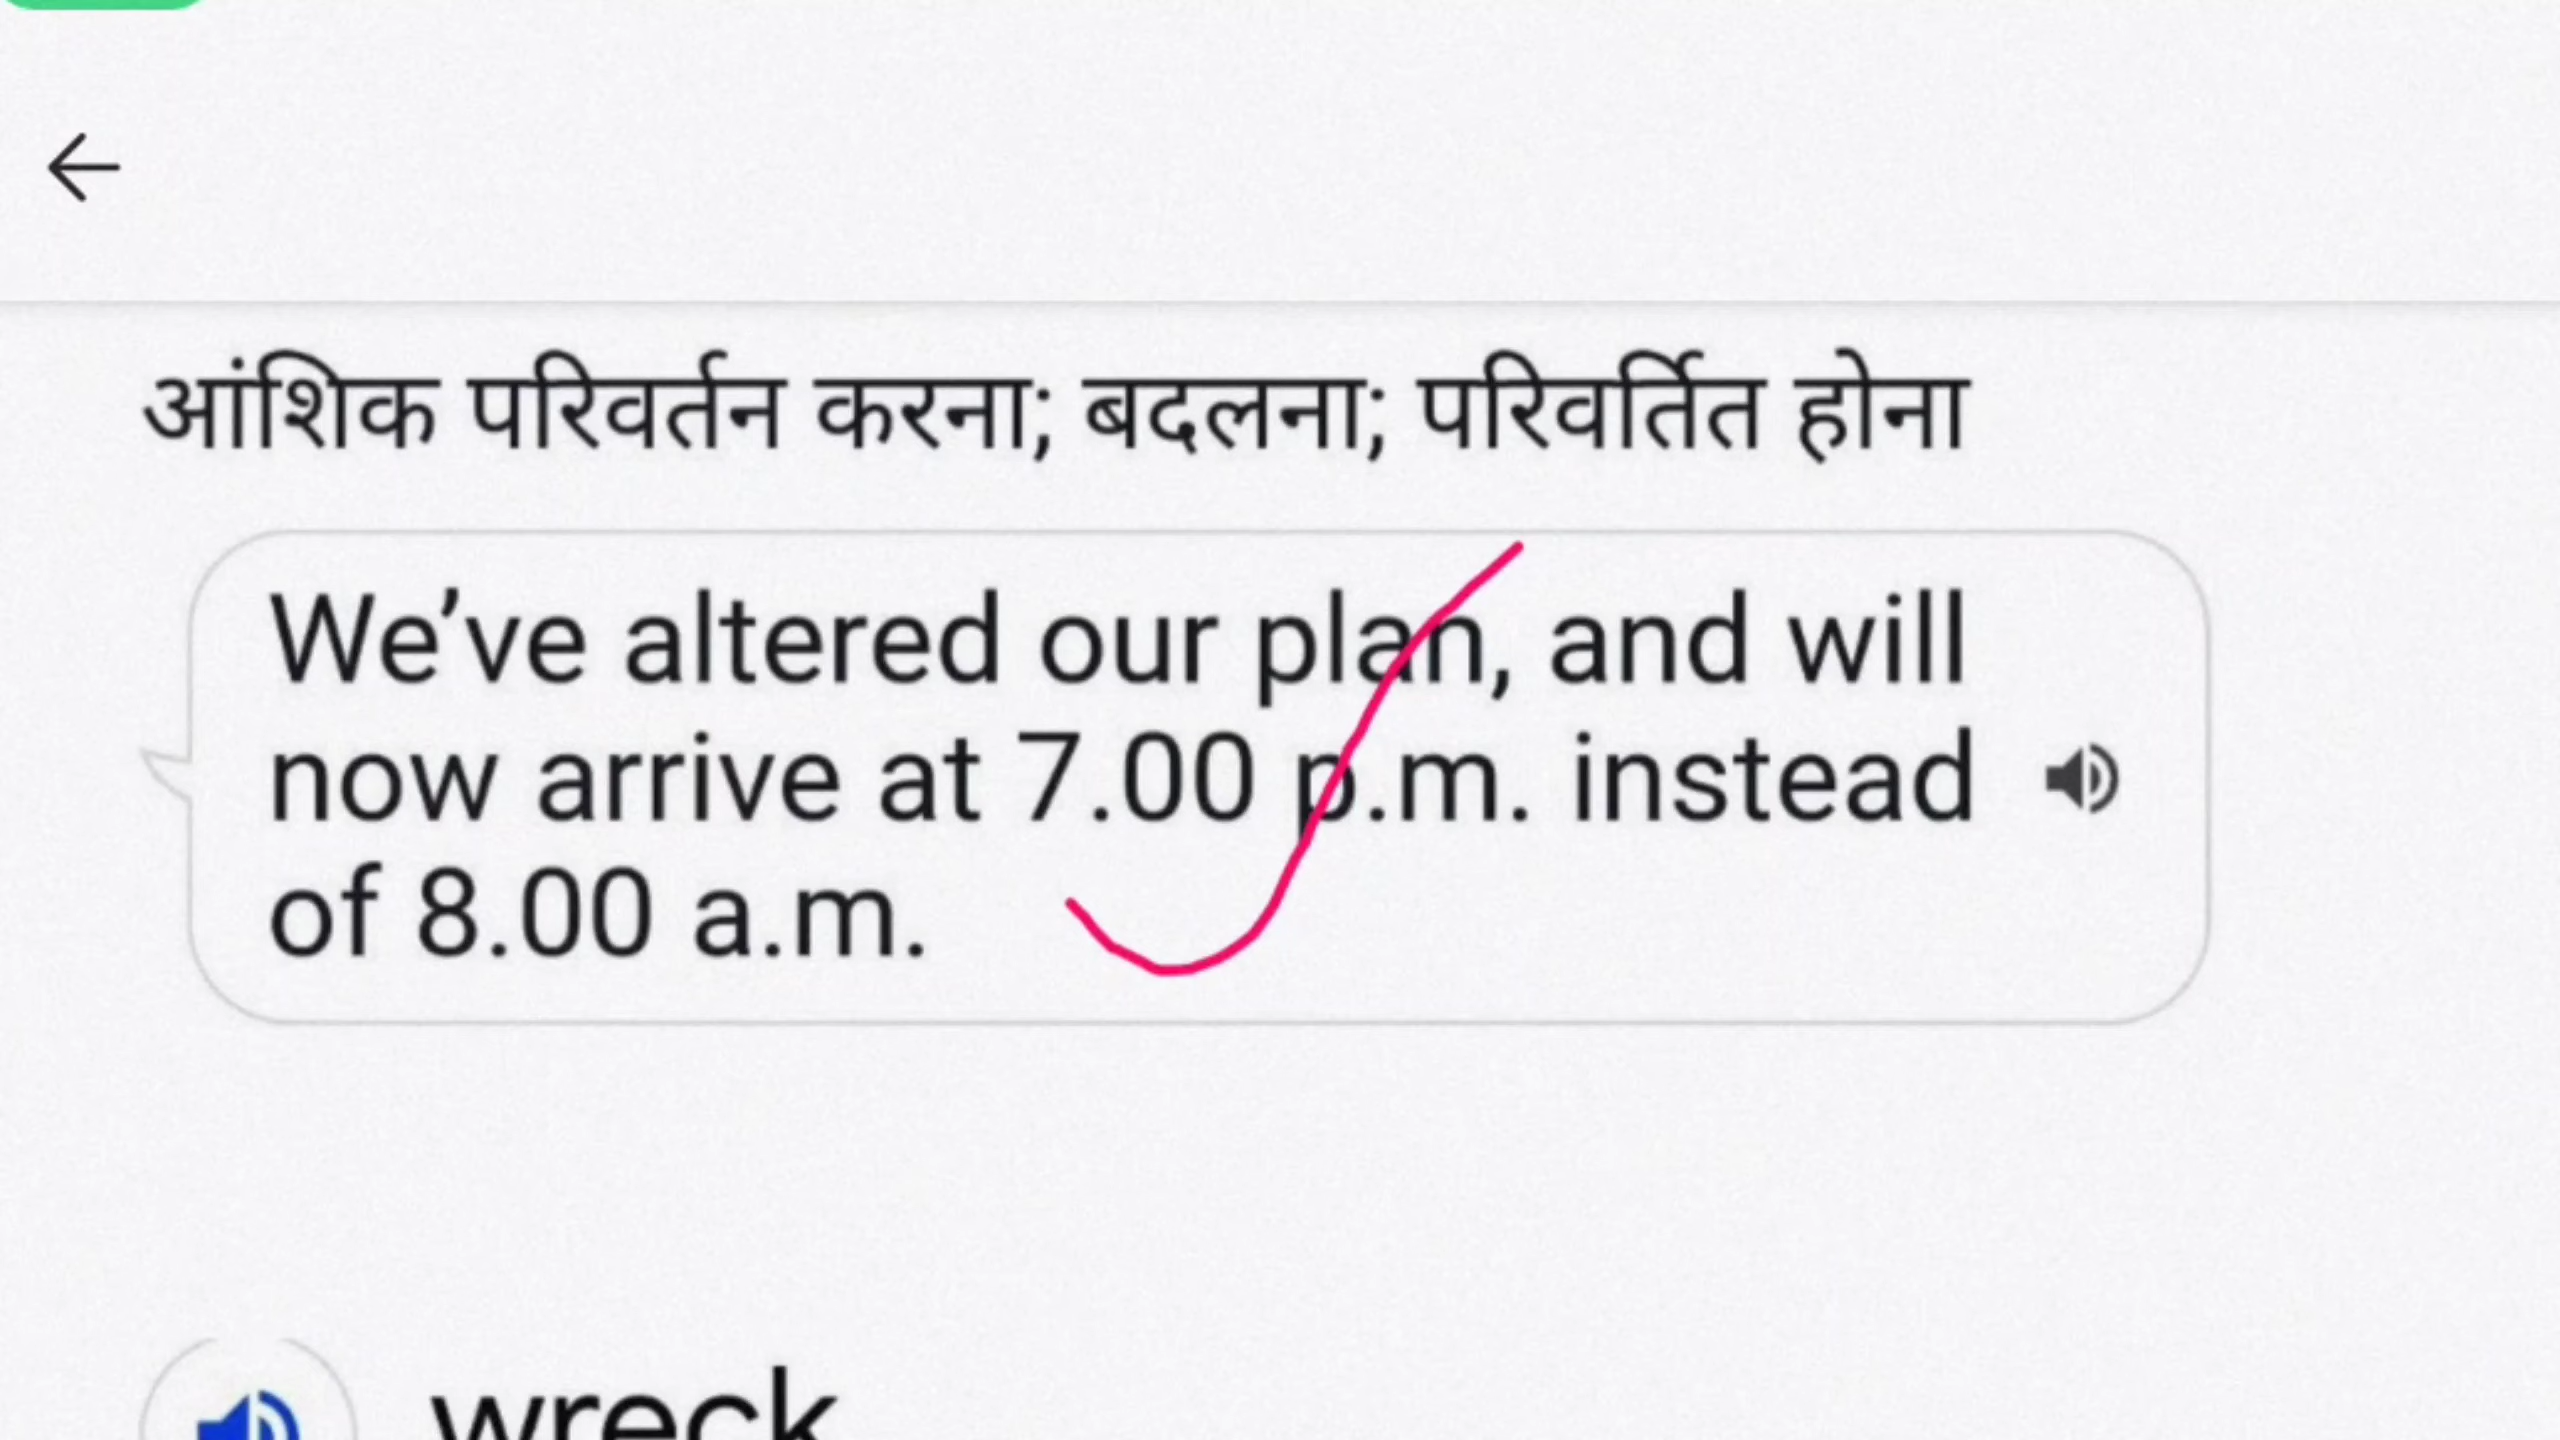 आंशिक परिवर्तन करना; बदलना; परिवर्तित होना
We’ve altered our plan, and will
now arrive at 7.00 p.m. instead
of 8.00 a.m.
wreck